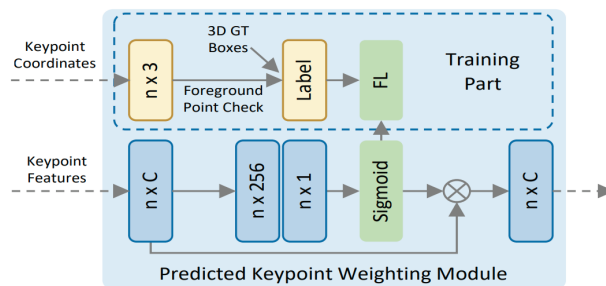 Keypoint
Coordinates
n x 3
3D GT
Boxes
Foreground
Point Check
Label
FL
Training
Part
Keypoint
Features
n x C
n x 256
n x 1
Sigmoid
n x C
Predicted Keypoint Weighting Module